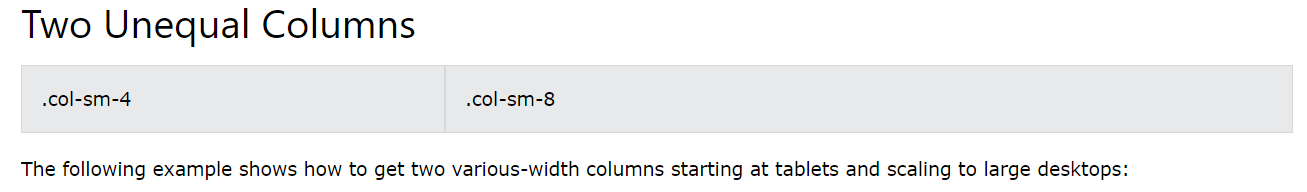 Two Unequal Columns
.col-sm-4
.col-sm-8
The following example shows how to get two various-width columns starting at tablets and scaling to large desktops: